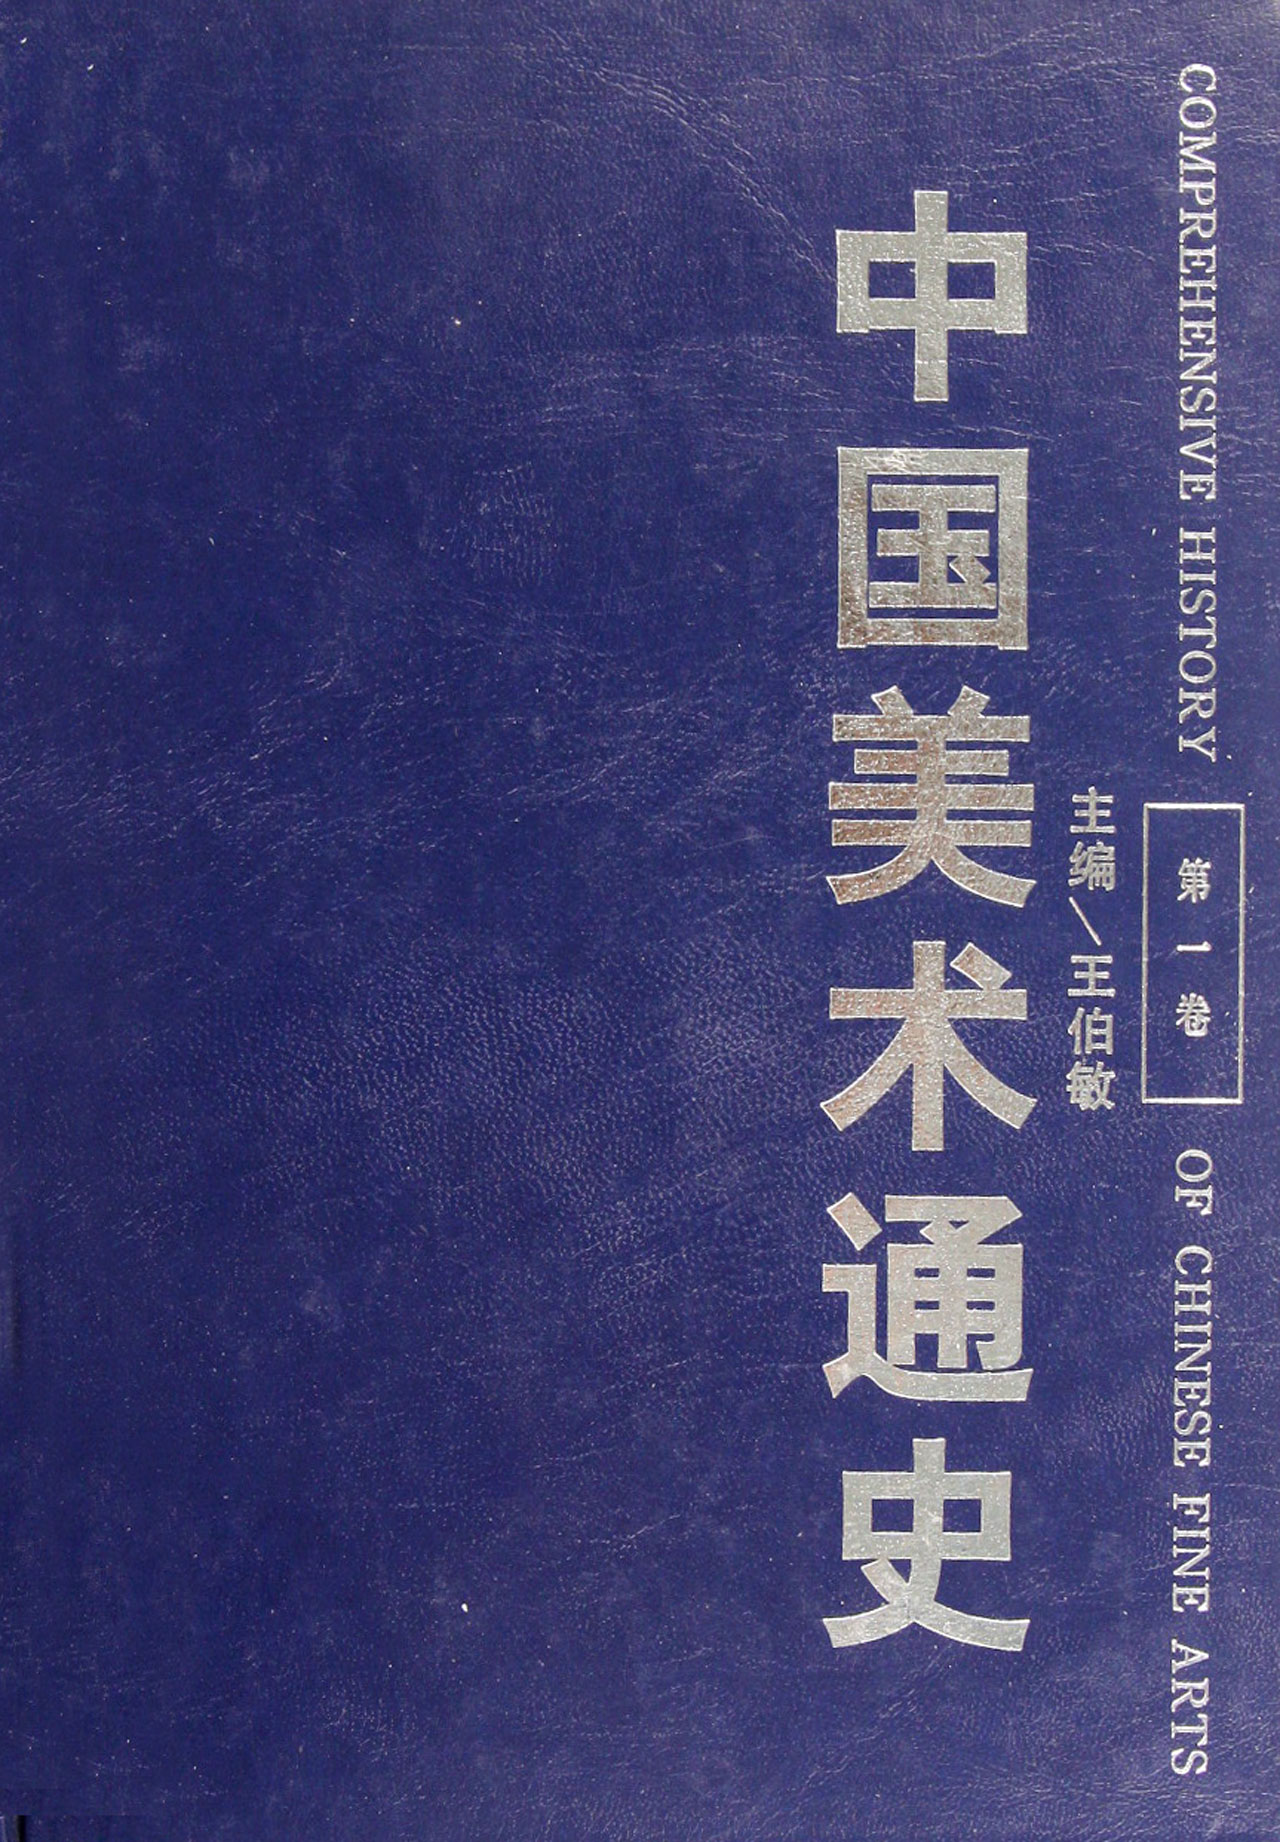 COMPREHENSIVE HISTORY
第1卷
OF CHINESE FINE ARTS
主编／王伯敏
中国美术通史